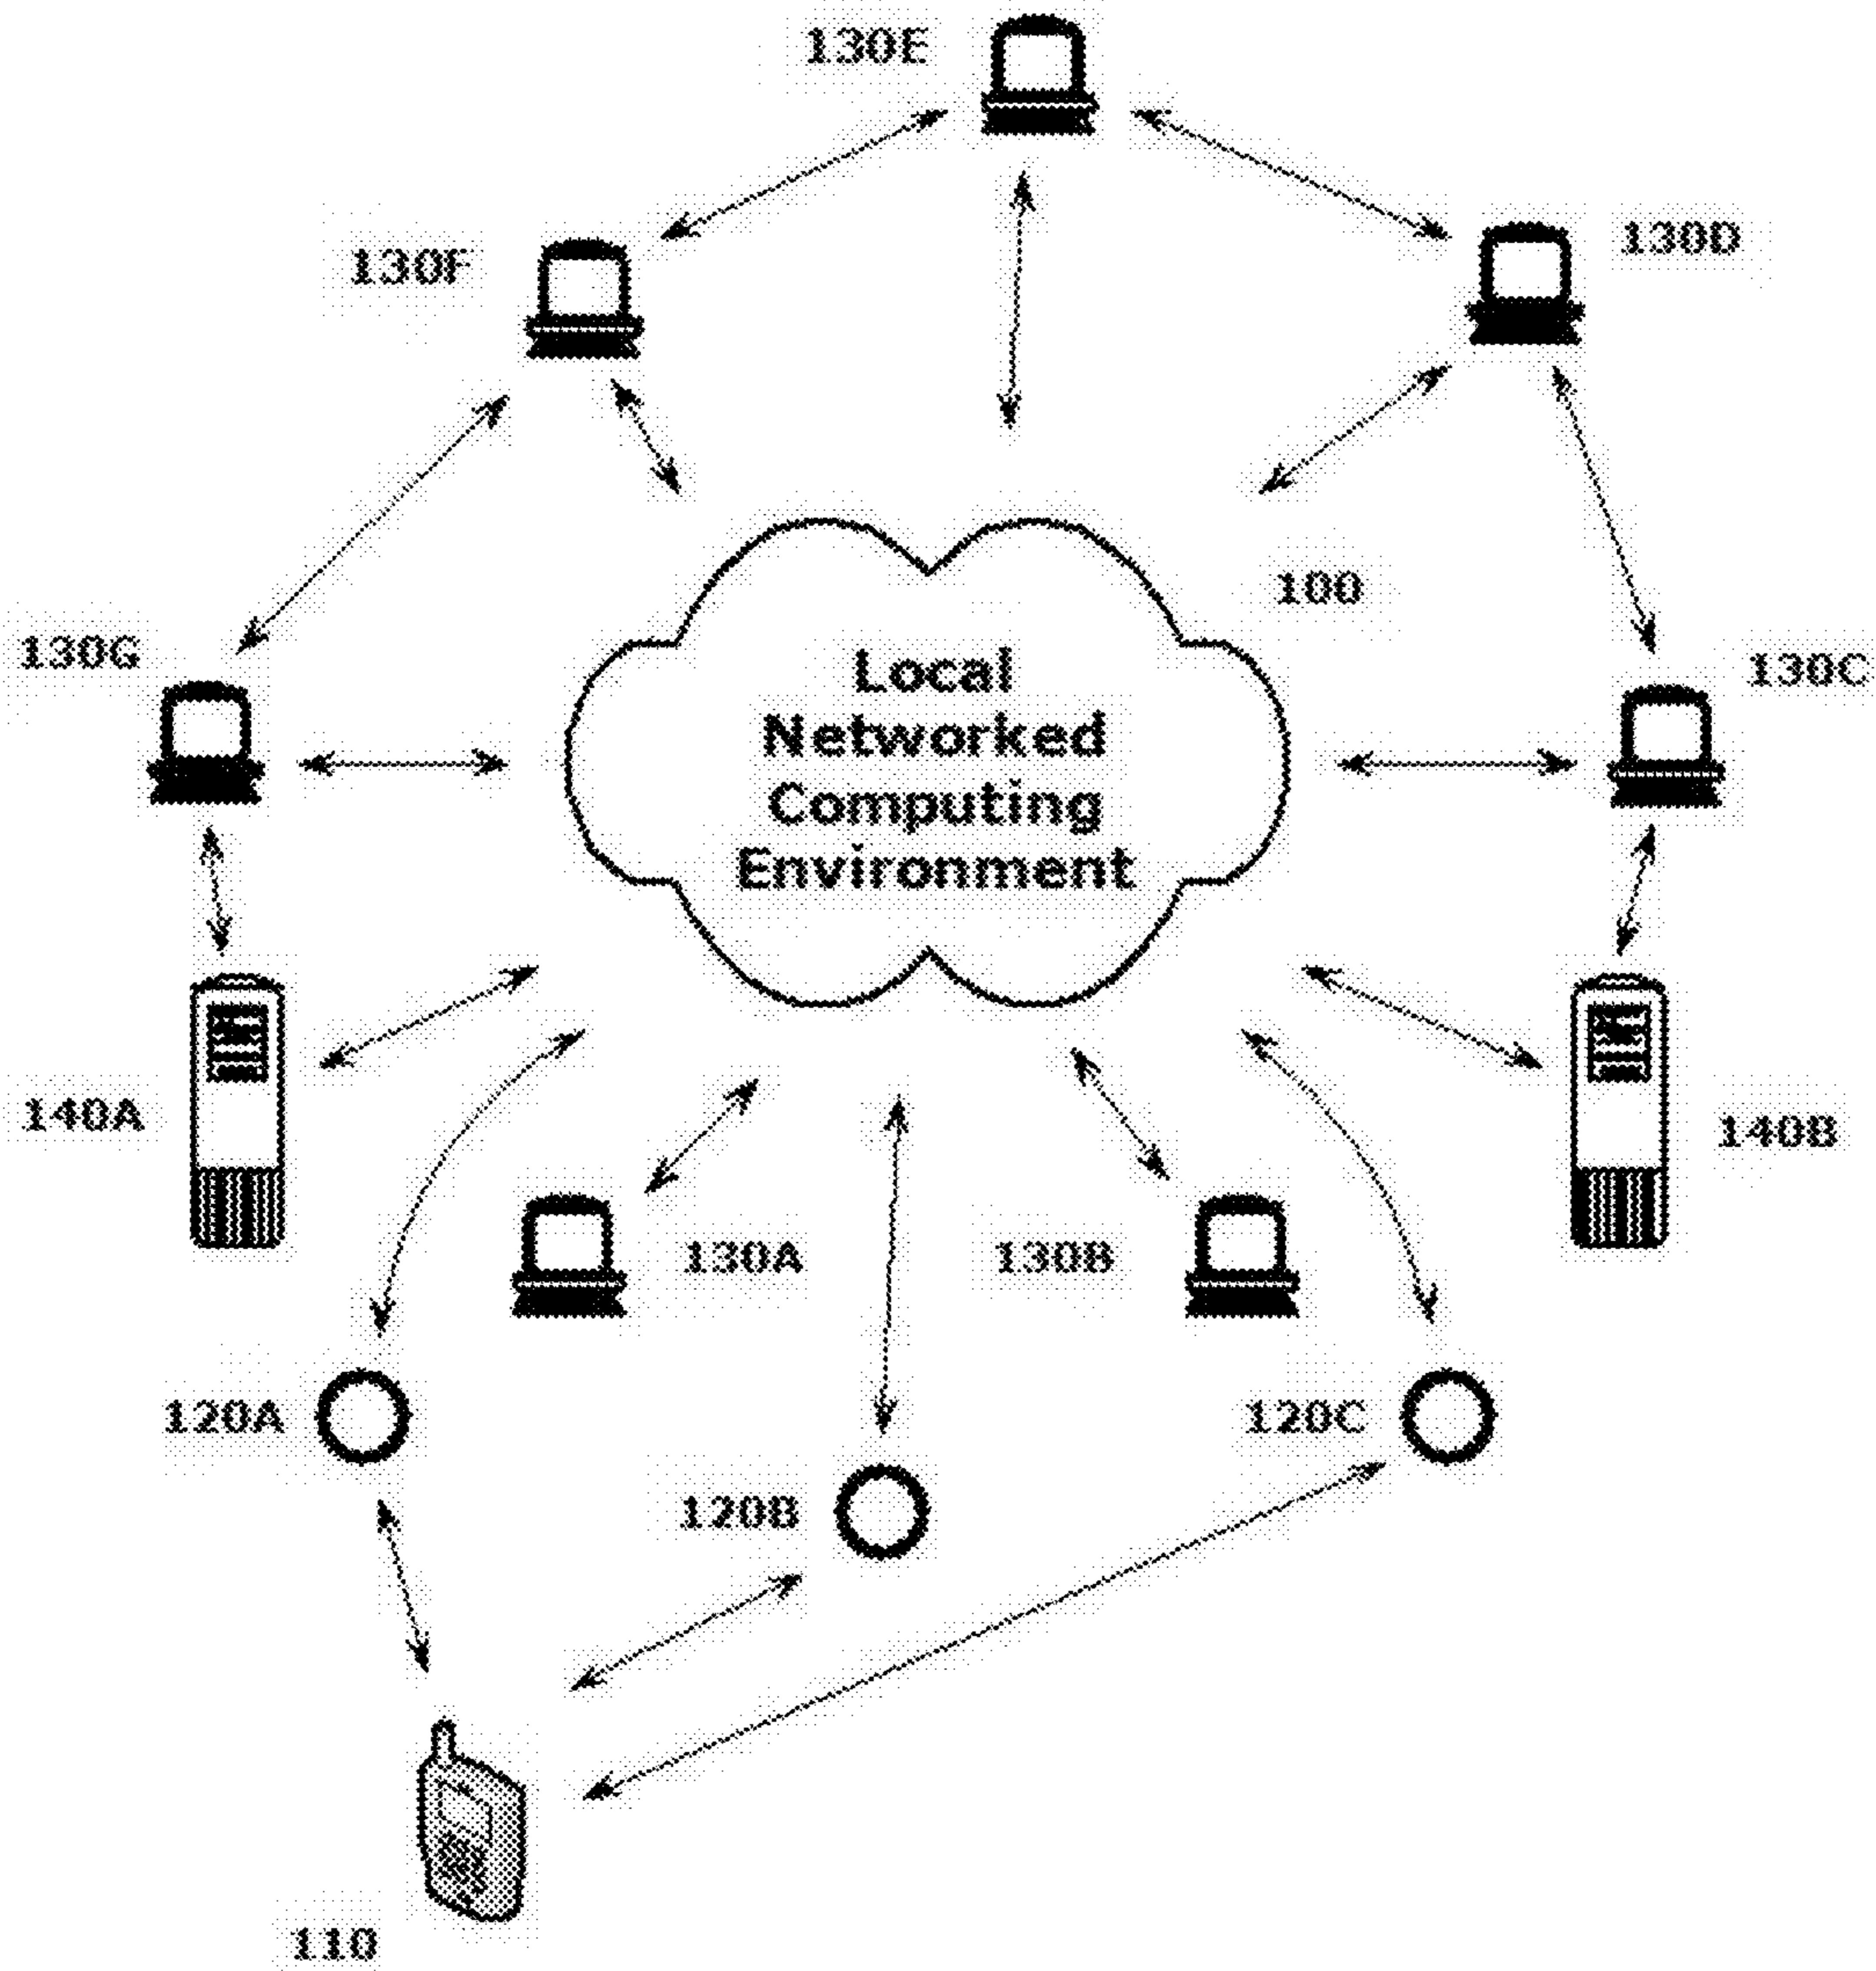 130E
130F
130D
100
130G
130C
Local
Networked
Computing
Environment
140A
140B
130A
130B
120A
120C
120B
110